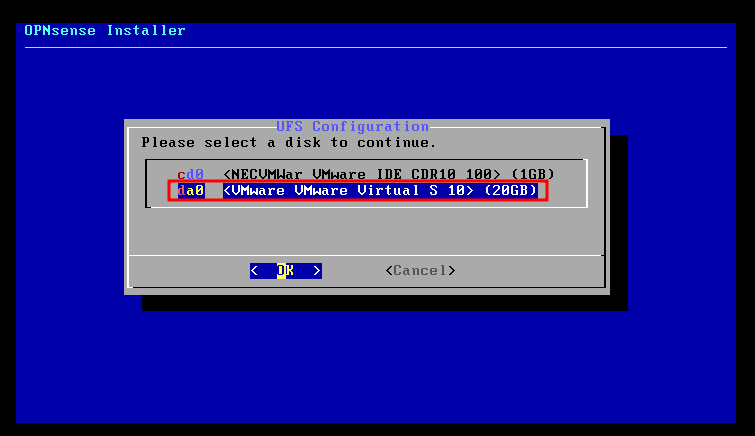 OPNsense Installer
UFS Configuration
Please select a disk to continue.
cd0 <NECVMWar VMware IDE CDR10 100> (1GB)
da0 <VMware VMware Virtual S 10> (20GB)
< OK > <Cancel>